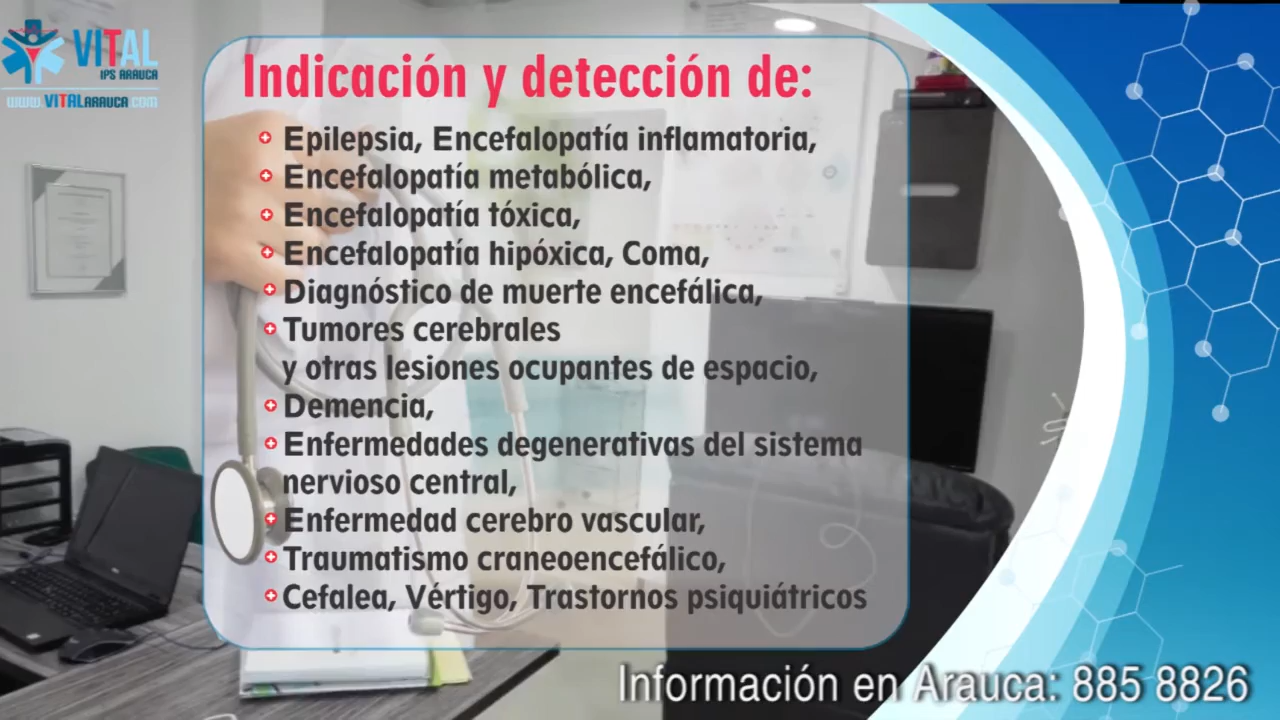 VITAL
IPS ARAUCA
WWW.VITALARAUCA.COM
Indicación y detección de:
Epilepsia, Encefalopatía inflamatoria,
Encefalopatía metabólica,
Encefalopatía tóxica,
Encefalopatía hipóxica, Coma,
Diagnóstico de muerte encefálica,
Tumores cerebrales
y otras lesiones ocupantes de espacio,
Demencia,
Enfermedades degenerativas del sistema
nervioso central,
Enfermedad cerebro vascular,
Traumatismo craneoencefálico,
Cefalea, Vértigo, Trastornos psiquiátricos
Información en Arauca: 885 8826